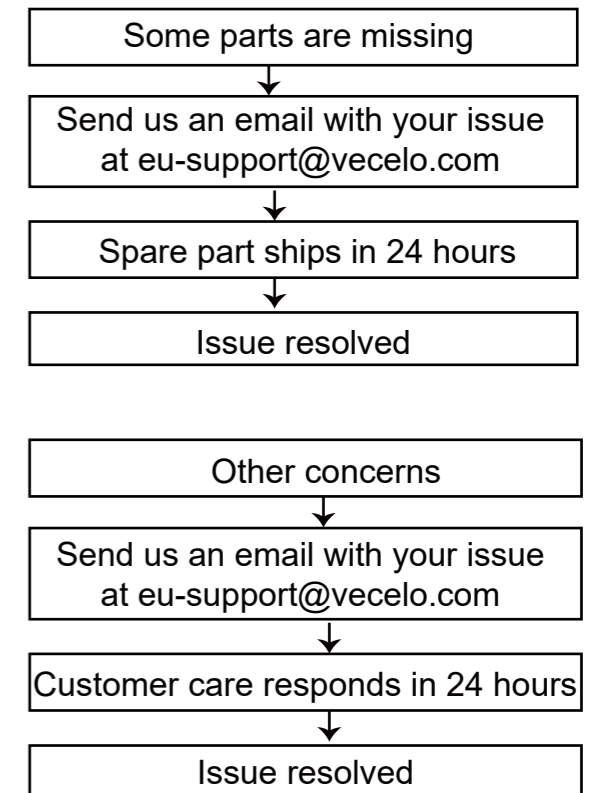 Some parts are missing
Send us an email with your issue
at eu-support@vecelo.com
Spare part ships in 24 hours
Issue resolved
Other concerns
Send us an email with your issue
at eu-support@vecelo.com
Customer care responds in 24 hours
Issue resolved